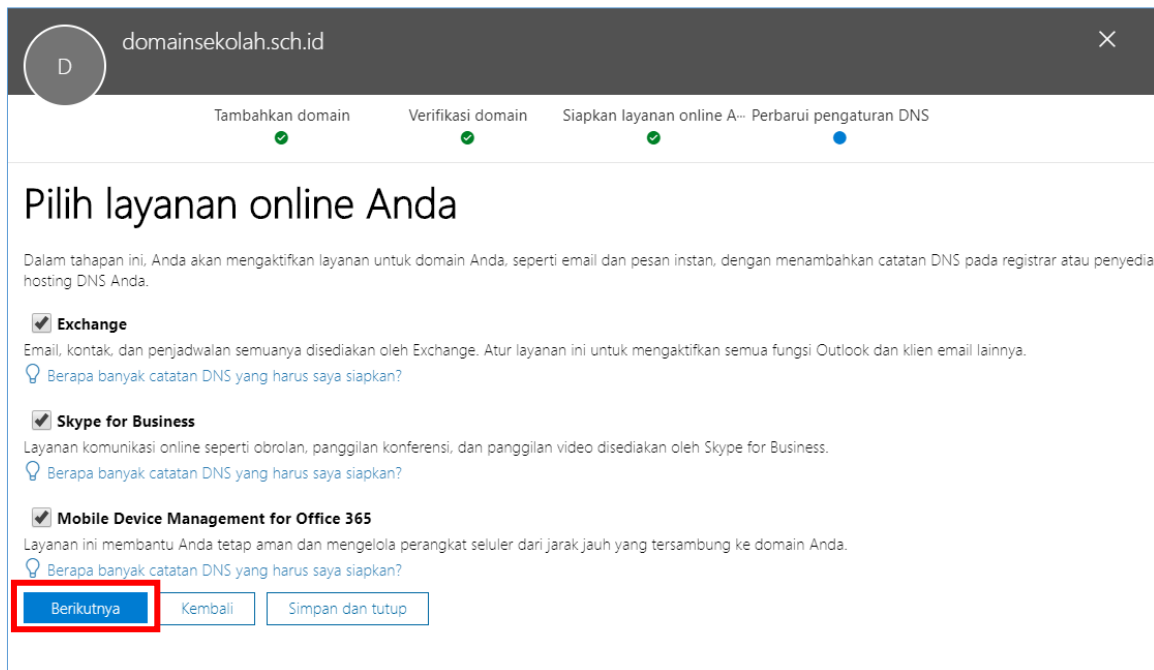 domainsekolah.sch.id
D
Tambahkan domain
Verifikasi domain
Siapkan layanan online A...
Perbarui pengaturan DNS
Pilih layanan online Anda
Dalam tahapan ini, Anda akan mengaktifkan layanan untuk domain Anda, seperti email dan pesan instan, dengan menambahkan catatan DNS pada registrar atau penyedia
hosting DNS Anda.
Exchange
Email, kontak, dan penjadwalan semuanya disediakan oleh Exchange. Atur layanan ini untuk mengaktifkan semua fungsi Outlook dan klien email lainnya.
Berapa banyak catatan DNS yang harus saya siapkan?
Skype for Business
Layanan komunikasi online seperti obrolan, panggilan konferensi, dan panggilan video disediakan oleh Skype for Business.
Berapa banyak catatan DNS yang harus saya siapkan?
Mobile Device Management for Office 365
Layanan ini membantu Anda tetap aman dan mengelola perangkat seluler dari jarak jauh yang tersambung ke domain Anda.
Berapa banyak catatan DNS yang harus saya siapkan?
Berikutnya
Kembali
Simpan dan tutup